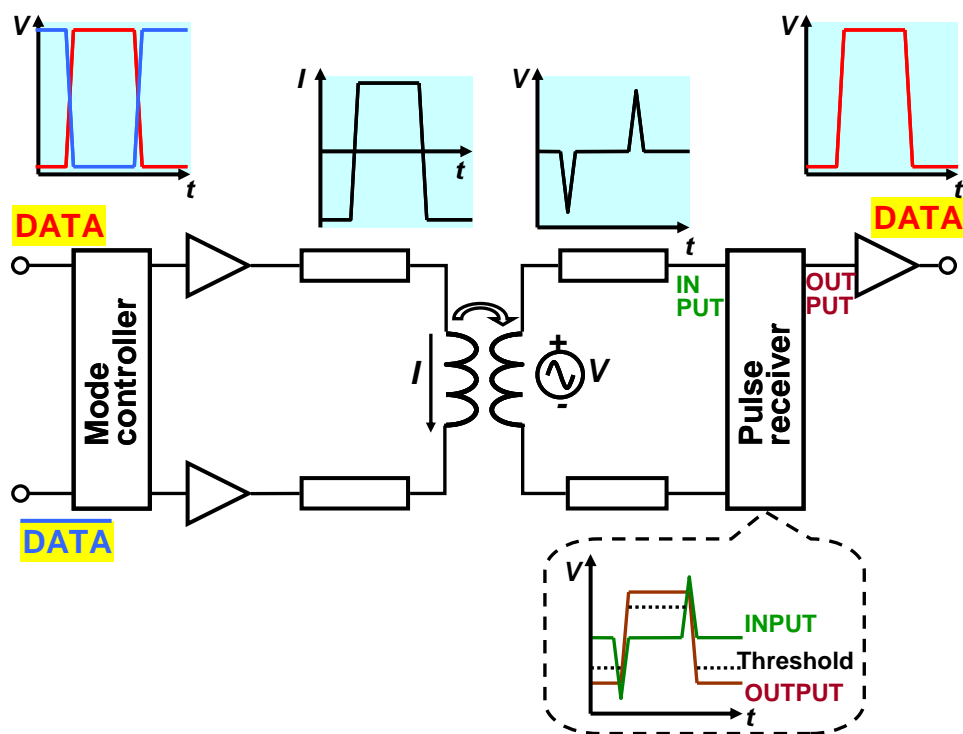 V
t
DATA
I
t
V
t
V
t
DATA
Mode
controller
I
+
V
-
IN
PUT
Pulse
receiver
OUT
PUT
DATA
V
INPUT
Threshold
OUTPUT
t